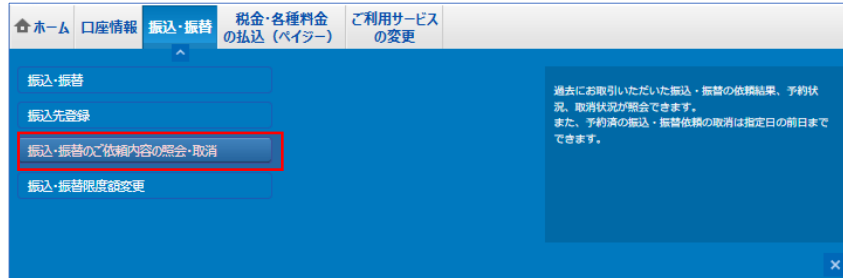 ホーム
口座情報
振込・振替
税金・各種料金
の払込（ペイジー）
ご利用サービス
の変更
振込・振替
振込先登録
振込・振替のご依頼内容の照会・取消
振込・振替限度額変更
過去にお取引いただいた振込・振替の依頼結果、予約状
況、取消状況が照会できます。
また、予約済の振込・振替依頼の取消は指定日の前日まで
できます。